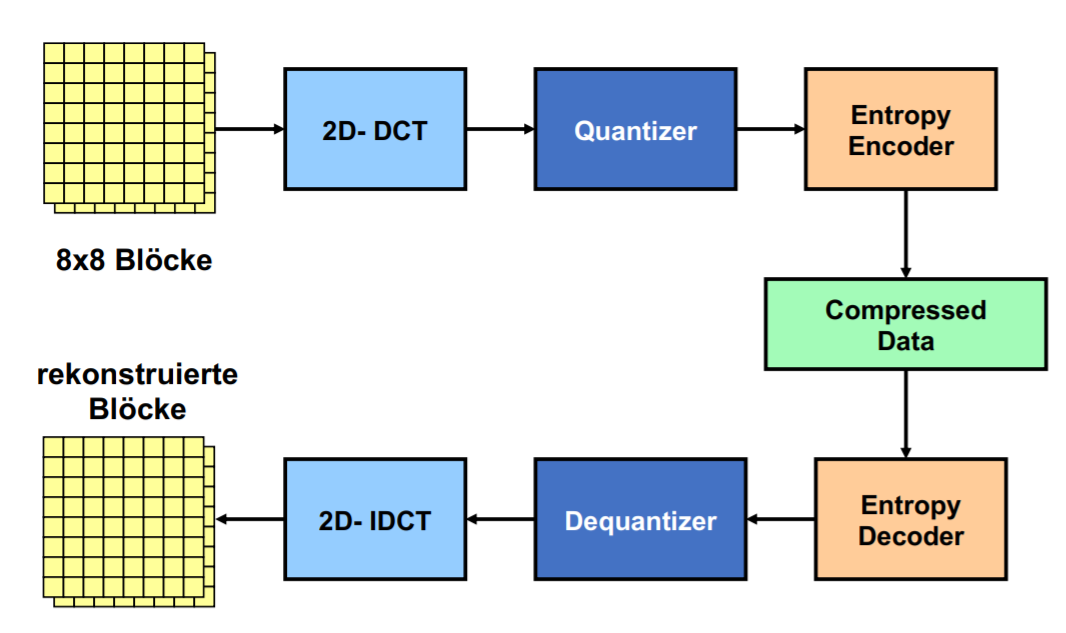 2D- DCT
Quantizer
Entropy
Encoder
8x8 Blöcke
Compressed
Data
rekonstruierte
Blöcke
2D- IDCT
Dequantizer
Entropy
Decoder